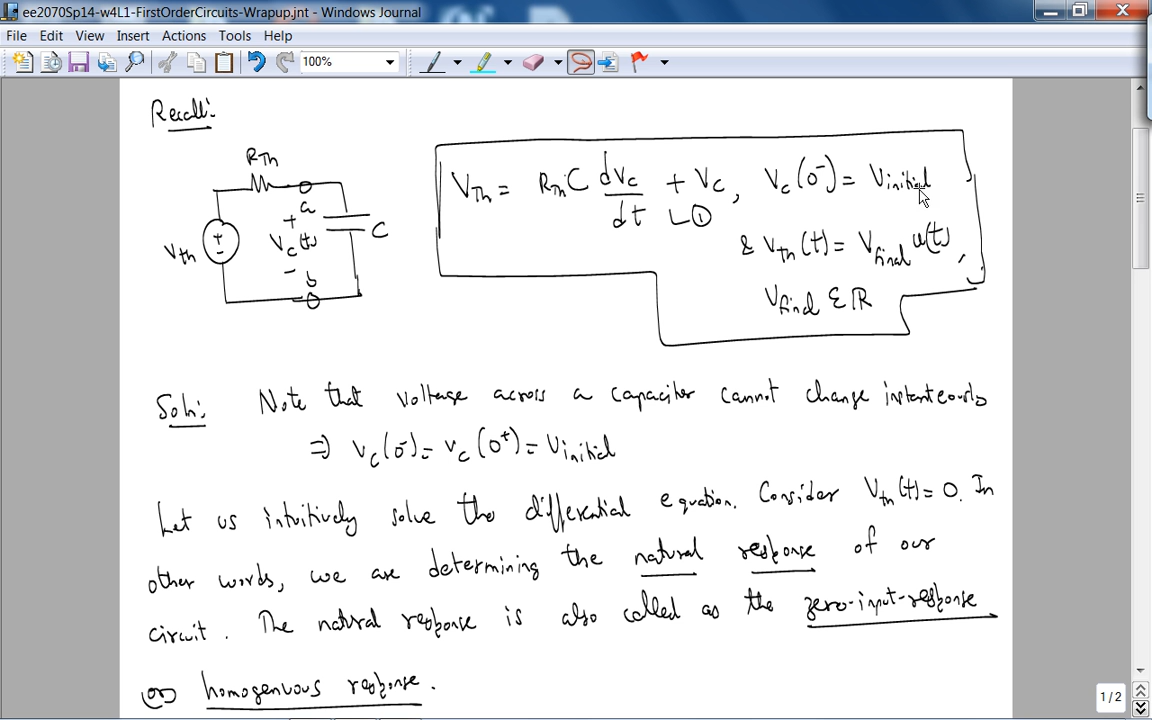 ee2070Sp14-w4L1-FirstOrderCircuits-Wrapup.jnt - Windows Journal
File Edit View Insert Actions Tools Help
100%
Recall:
RTh
a
+
Vth
+
-
Vc(t)
C
-
b
VTh = RThC dVc/dt + Vc, Vc(0⁻) = Vinitial
↳①
& Vth(t) = Vfinal u(t),
Vfinal ∈ ℝ
Soln: Note that voltage across a capacitor cannot change instanteously
⇒ Vc(0⁻) = Vc(0⁺) = Vinitial
Let us intuitively solve the differential equation. Consider Vth(t) = 0. In
other words, we are determining the natural response of our
circuit. The natural response is also called as the zero-input-response
(or) homogenuous response.
1 / 2